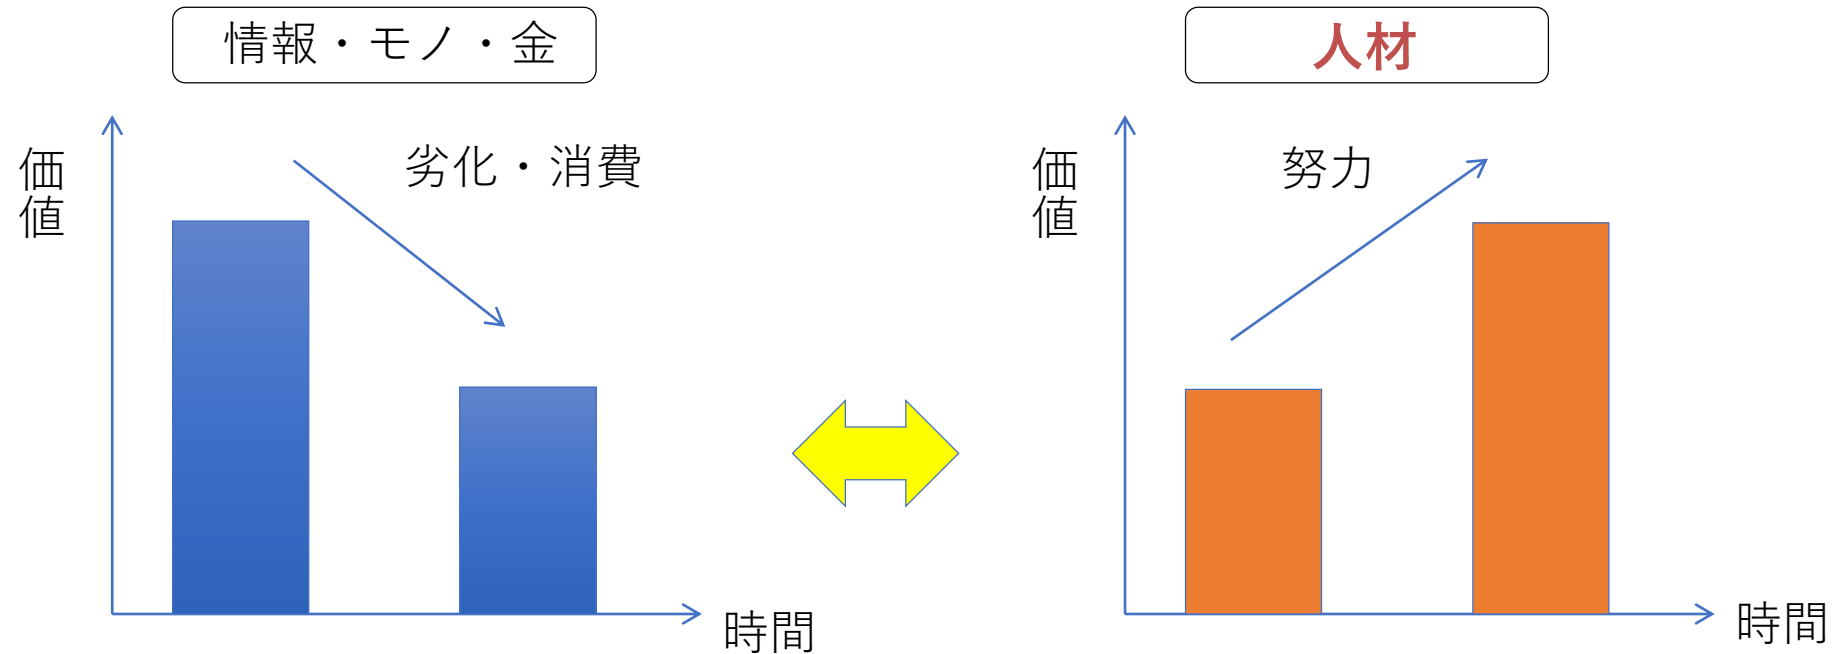 情報・モノ・金
価値
劣化・消費
時間
人材
価値
努力
時間